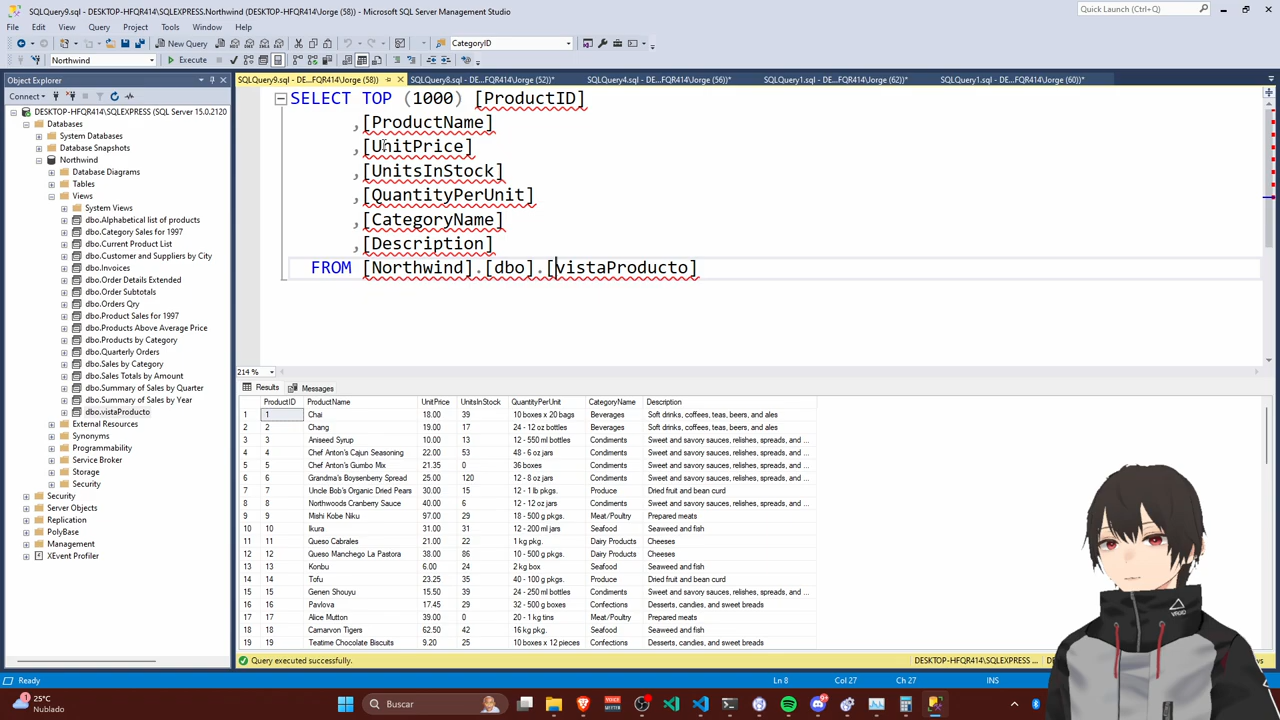 SQLQuery9.sql - DESKTOP-HFQR414\SQLEXPRESS.Northwind (DESKTOP-HFQR414\Jorge (58)) - Microsoft SQL Server Management Studio
Quick Launch (Ctrl+Q)
File Edit View Query Project Tools Window Help
New Query CategoryID
Northwind Execute
Object Explorer
SQLQuery9.sql - DE...FQR414\Jorge (58)) SQLQuery8.sql - DE...FQR414\Jorge (52))* SQLQuery4.sql - DE...FQR414\Jorge (56))* SQLQuery1.sql - DE...FQR414\Jorge (62))* SQLQuery1.sql - DE...FQR414\Jorge (60))*
Connect
DESKTOP-HFQR414\SQLEXPRESS (SQL Server 15.0.2120
Databases
System Databases
Database Snapshots
Northwind
Database Diagrams
Tables
Views
System Views
dbo.Alphabetical list of products
dbo.Category Sales for 1997
dbo.Current Product List
dbo.Customer and Suppliers by City
dbo.Invoices
dbo.Order Details Extended
dbo.Order Subtotals
dbo.Orders Qry
dbo.Product Sales for 1997
dbo.Products Above Average Price
dbo.Products by Category
dbo.Quarterly Orders
dbo.Sales by Category
dbo.Sales Totals by Amount
dbo.Summary of Sales by Quarter
dbo.Summary of Sales by Year
dbo.vistaProducto
External Resources
Synonyms
Programmability
Service Broker
Storage
Security
Security
Server Objects
Replication
PolyBase
Management
XEvent Profiler
SELECT TOP (1000) [ProductID]
,[ProductName]
,[UnitPrice]
,[UnitsInStock]
,[QuantityPerUnit]
,[CategoryName]
,[Description]
FROM [Northwind].[dbo].[vistaProducto]
214 %
Results Messages
ProductID ProductName UnitPrice UnitsInStock QuantityPerUnit CategoryName Description
1 1 Chai 18.00 39 10 boxes x 20 bags Beverages Soft drinks, coffees, teas, beers, and ales
2 2 Chang 19.00 17 24 - 12 oz bottles Beverages Soft drinks, coffees, teas, beers, and ales
3 3 Aniseed Syrup 10.00 13 12 - 550 ml bottles Condiments Sweet and savory sauces, relishes, spreads, and ...
4 4 Chef Anton's Cajun Seasoning 22.00 53 48 - 6 oz jars Condiments Sweet and savory sauces, relishes, spreads, and ...
5 5 Chef Anton's Gumbo Mix 21.35 0 36 boxes Condiments Sweet and savory sauces, relishes, spreads, and ...
6 6 Grandma's Boysenberry Spread 25.00 120 12 - 8 oz jars Condiments Sweet and savory sauces, relishes, spreads, and ...
7 7 Uncle Bob's Organic Dried Pears 30.00 15 12 - 1 lb pkgs. Produce Dried fruit and bean curd
8 8 Northwoods Cranberry Sauce 40.00 6 12 - 12 oz jars Condiments Sweet and savory sauces, relishes, spreads, and ...
9 9 Mishi Kobe Niku 97.00 29 18 - 500 g pkgs. Meat/Poultry Prepared meats
10 10 Ikura 31.00 31 12 - 200 ml jars Seafood Seaweed and fish
11 11 Queso Cabrales 21.00 22 1 kg pkg. Dairy Products Cheeses
12 12 Queso Manchego La Pastora 38.00 86 10 - 500 g pkgs. Dairy Products Cheeses
13 13 Konbu 6.00 24 2 kg box Seafood Seaweed and fish
14 14 Tofu 23.25 35 40 - 100 g pkgs. Produce Dried fruit and bean curd
15 15 Genen Shouyu 15.50 39 24 - 250 ml bottles Condiments Sweet and savory sauces, relishes, spreads, and ...
16 16 Pavlova 17.45 29 32 - 500 g boxes Confections Desserts, candies, and sweet breads
17 17 Alice Mutton 39.00 0 20 - 1 kg tins Meat/Poultry Prepared meats
18 18 Carnarvon Tigers 62.50 42 16 kg pkg. Seafood Seaweed and fish
19 19 Teatime Chocolate Biscuits 9.20 25 10 boxes x 12 pieces Confections Desserts, candies, and sweet breads
Query executed successfully. DESKTOP-HFQR414\SQLEXPRESS ...
Ready Ln 8 Col 27 Ch 27 INS
25°C
Nublado
Buscar